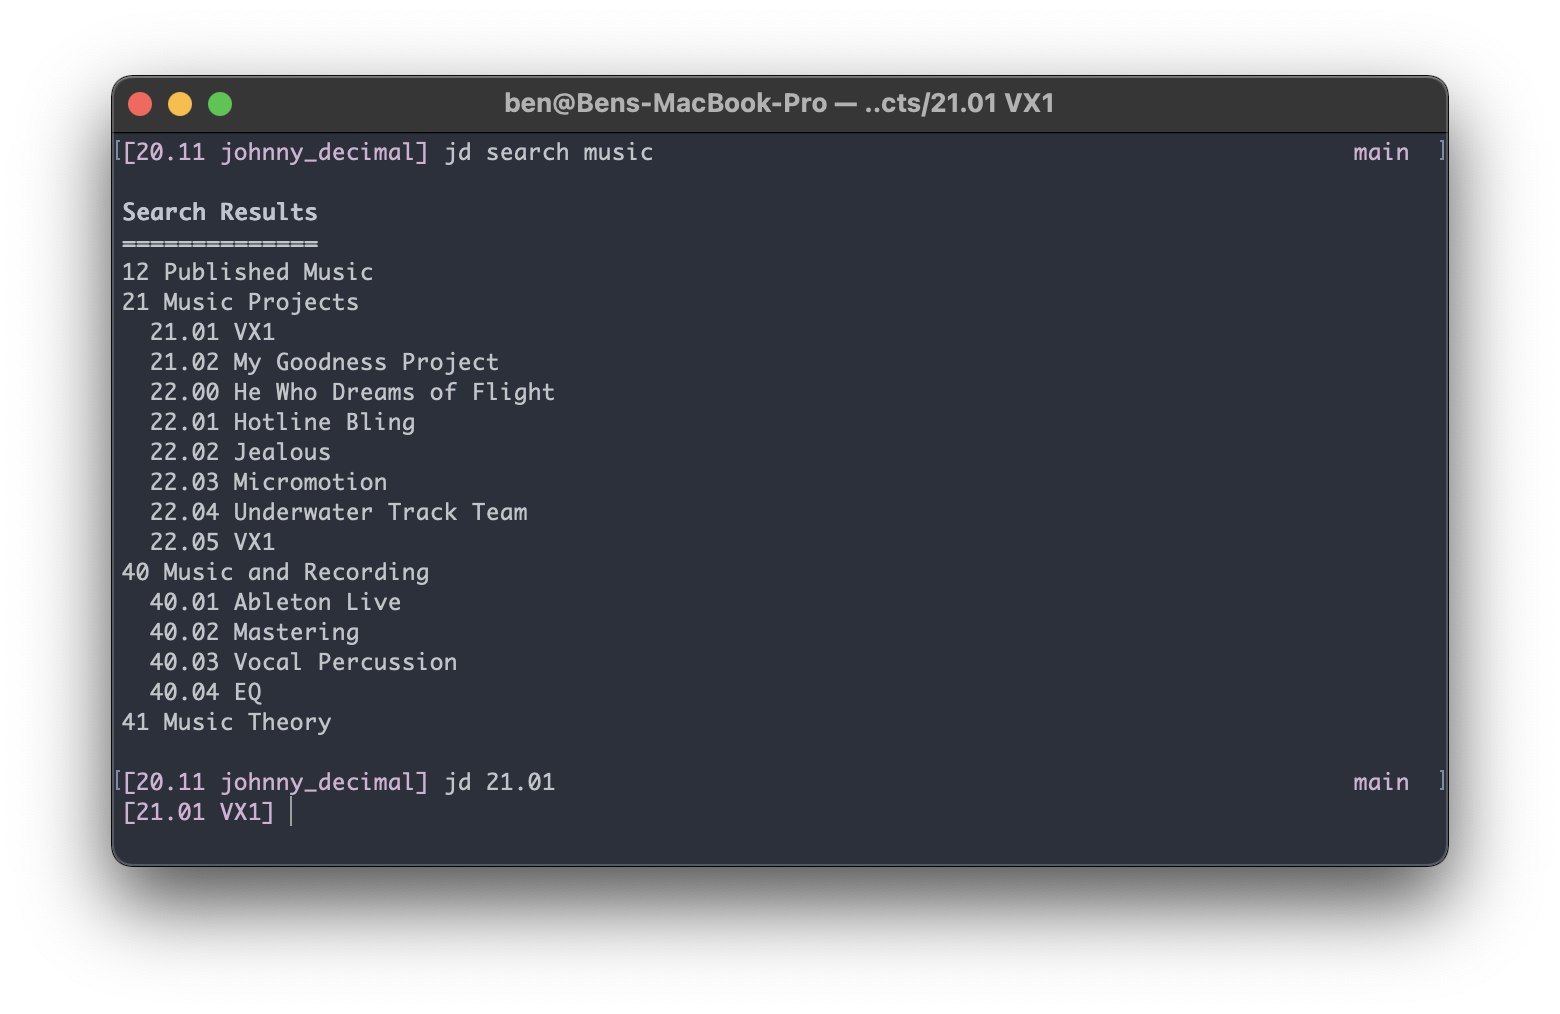 ben@Bens-MacBook-Pro — ..cts/21.01 VX1
[[20.11 johnny_decimal] jd search music main ]
Search Results
==============
12 Published Music
21 Music Projects
21.01 VX1
21.02 My Goodness Project
22.00 He Who Dreams of Flight
22.01 Hotline Bling
22.02 Jealous
22.03 Micromotion
22.04 Underwater Track Team
22.05 VX1
40 Music and Recording
40.01 Ableton Live
40.02 Mastering
40.03 Vocal Percussion
40.04 EQ
41 Music Theory
[[20.11 johnny_decimal] jd 21.01 main ]
[21.01 VX1]